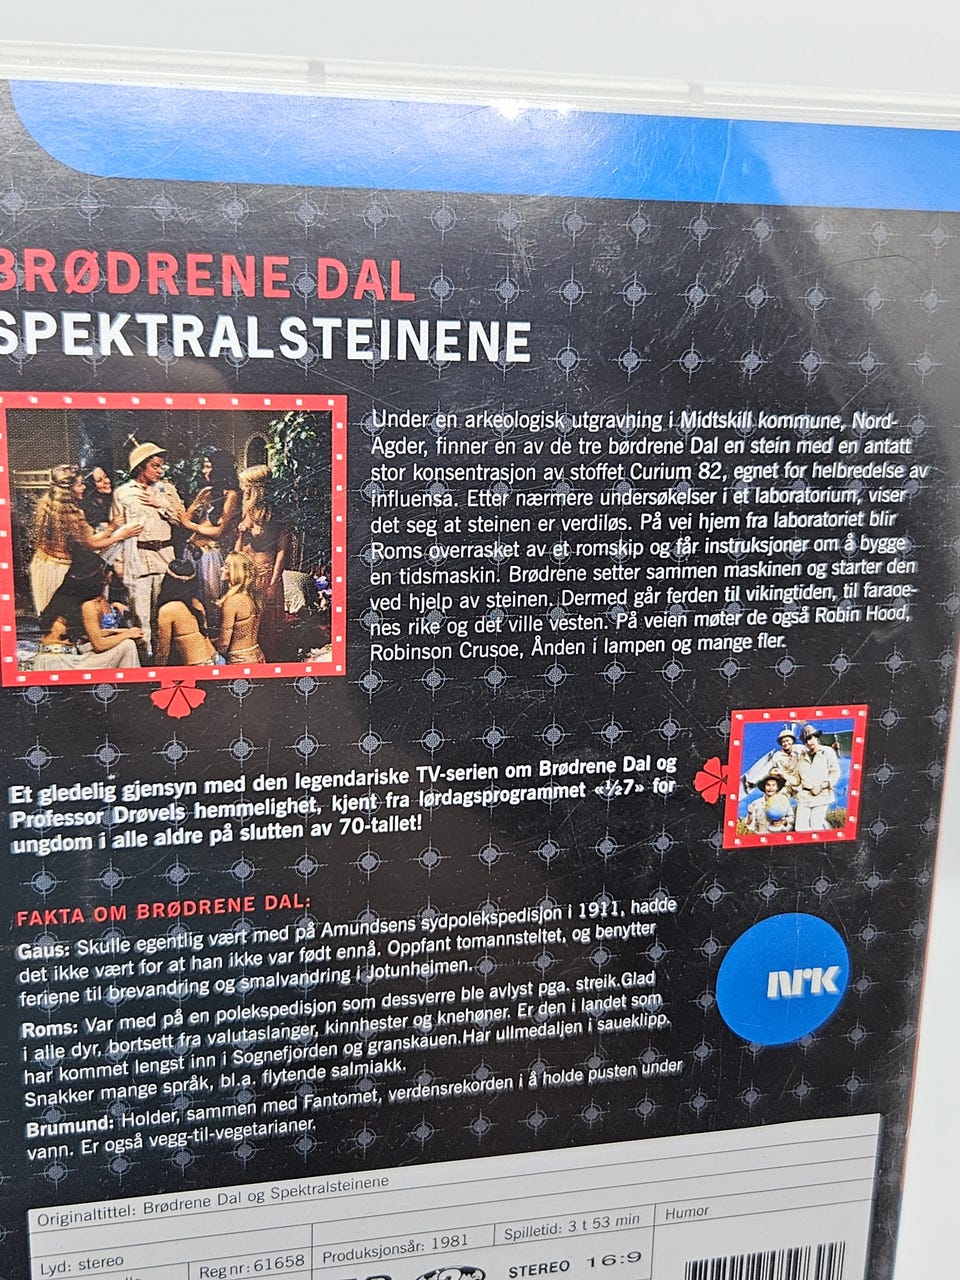 BRØDRENE DAL
SPEKTRALSTEINENE
Under en arkeologisk utgravning i Midtskill kommune, Nord-
Agder, finner en av de tre børdrene Dal en stein med en antatt
stor konsentrasjon av stoffet Curium 82, egnet for helbredelse av
influensa. Etter nærmere undersøkelser i et laboratorium, viser
det seg at steinen er verdiløs. På vei hjem fra laboratoriet blir
Roms overrasket av et romskip og får instruksjoner om å bygge
en tidsmaskin. Brødrene setter sammen maskinen og starter den
ved hjelp av steinen. Dermed går ferden til vikingtiden, til farao-
nes rike og det ville vesten. På veien møter de også Robin Hood,
Robinson Crusoe, Ånden i lampen og mange fler.
Et gledelig gjensyn med den legendariske TV-serien om Brødrene Dal og
Professor Drøvels hemmelighet, kjent fra lørdagsprogrammet «½7» for
ungdom i alle aldre på slutten av 70-tallet!
FAKTA OM BRØDRENE DAL:
Gaus: Skulle egentlig vært med på Amundsens sydpolekspedisjon i 1911, hadde
det ikke vært for at han ikke var født ennå. Oppfant tomannsteltet, og benytter
feriene til brevandring og smalvandring i Jotunheimen.
Roms: Var med på en polekspedisjon som dessverre ble avlyst pga. streik.Glad
i alle dyr, bortsett fra valutaslanger, kinnhester og knehøner. Er den i landet som
har kommet lengst inn i Sognefjorden og granskauen.Har ullmedaljen i saueklipp.
Snakker mange språk, bl.a. flytende salmiakk.
Brumund: Holder, sammen med Fantomet, verdensrekorden i å holde pusten under
vann. Er også vegg-til-vegetarianer.
nrk
Originaltittel: Brødrene Dal og Spektralsteinene
Lyd: stereo
Reg nr: 61658
Produksjonsår: 1981
Spilletid: 3 t 53 min
Humor
STEREO 16:9